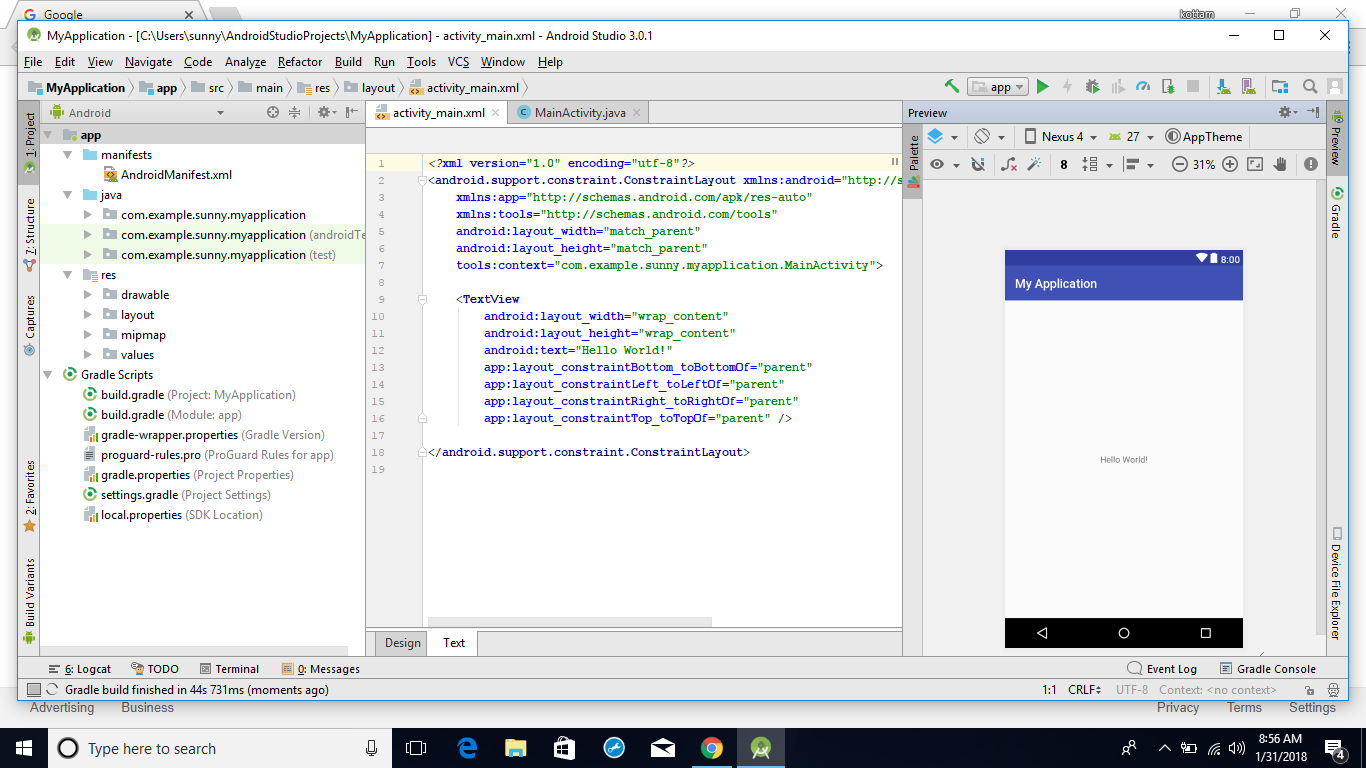 Google
kottam
MyApplication - [C:\Users\sunny\AndroidStudioProjects\MyApplication] - activity_main.xml - Android Studio 3.0.1
File Edit View Navigate Code Analyze Refactor Build Run Tools VCS Window Help
MyApplication app src main res layout activity_main.xml app
1: Project
7: Structure
Captures
2: Favorites
Build Variants
Android
app
manifests
AndroidManifest.xml
java
com.example.sunny.myapplication
com.example.sunny.myapplication (androidTe
com.example.sunny.myapplication (test)
res
drawable
layout
mipmap
values
Gradle Scripts
build.gradle (Project: MyApplication)
build.gradle (Module: app)
gradle-wrapper.properties (Gradle Version)
proguard-rules.pro (ProGuard Rules for app)
gradle.properties (Project Properties)
settings.gradle (Project Settings)
local.properties (SDK Location)
activity_main.xml MainActivity.java
1 <?xml version="1.0" encoding="utf-8"?>
2 <android.support.constraint.ConstraintLayout xmlns:android="http://s
3 xmlns:app="http://schemas.android.com/apk/res-auto"
4 xmlns:tools="http://schemas.android.com/tools"
5 android:layout_width="match_parent"
6 android:layout_height="match_parent"
7 tools:context="com.example.sunny.myapplication.MainActivity">
8
9 <TextView
10 android:layout_width="wrap_content"
11 android:layout_height="wrap_content"
12 android:text="Hello World!"
13 app:layout_constraintBottom_toBottomOf="parent"
14 app:layout_constraintLeft_toLeftOf="parent"
15 app:layout_constraintRight_toRightOf="parent"
16 app:layout_constraintTop_toTopOf="parent" />
17
18 </android.support.constraint.ConstraintLayout>
19
Design Text
Preview
Palette
Nexus 4 27 AppTheme
8 31%
8:00
My Application
Hello World!
Preview
Gradle
Device File Explorer
6: Logcat TODO Terminal 0: Messages Event Log Gradle Console
Gradle build finished in 44s 731ms (moments ago) 1:1 CRLF UTF-8 Context: <no context>
Advertising Business Privacy Terms Settings
Type here to search
8:56 AM
1/31/2018
4